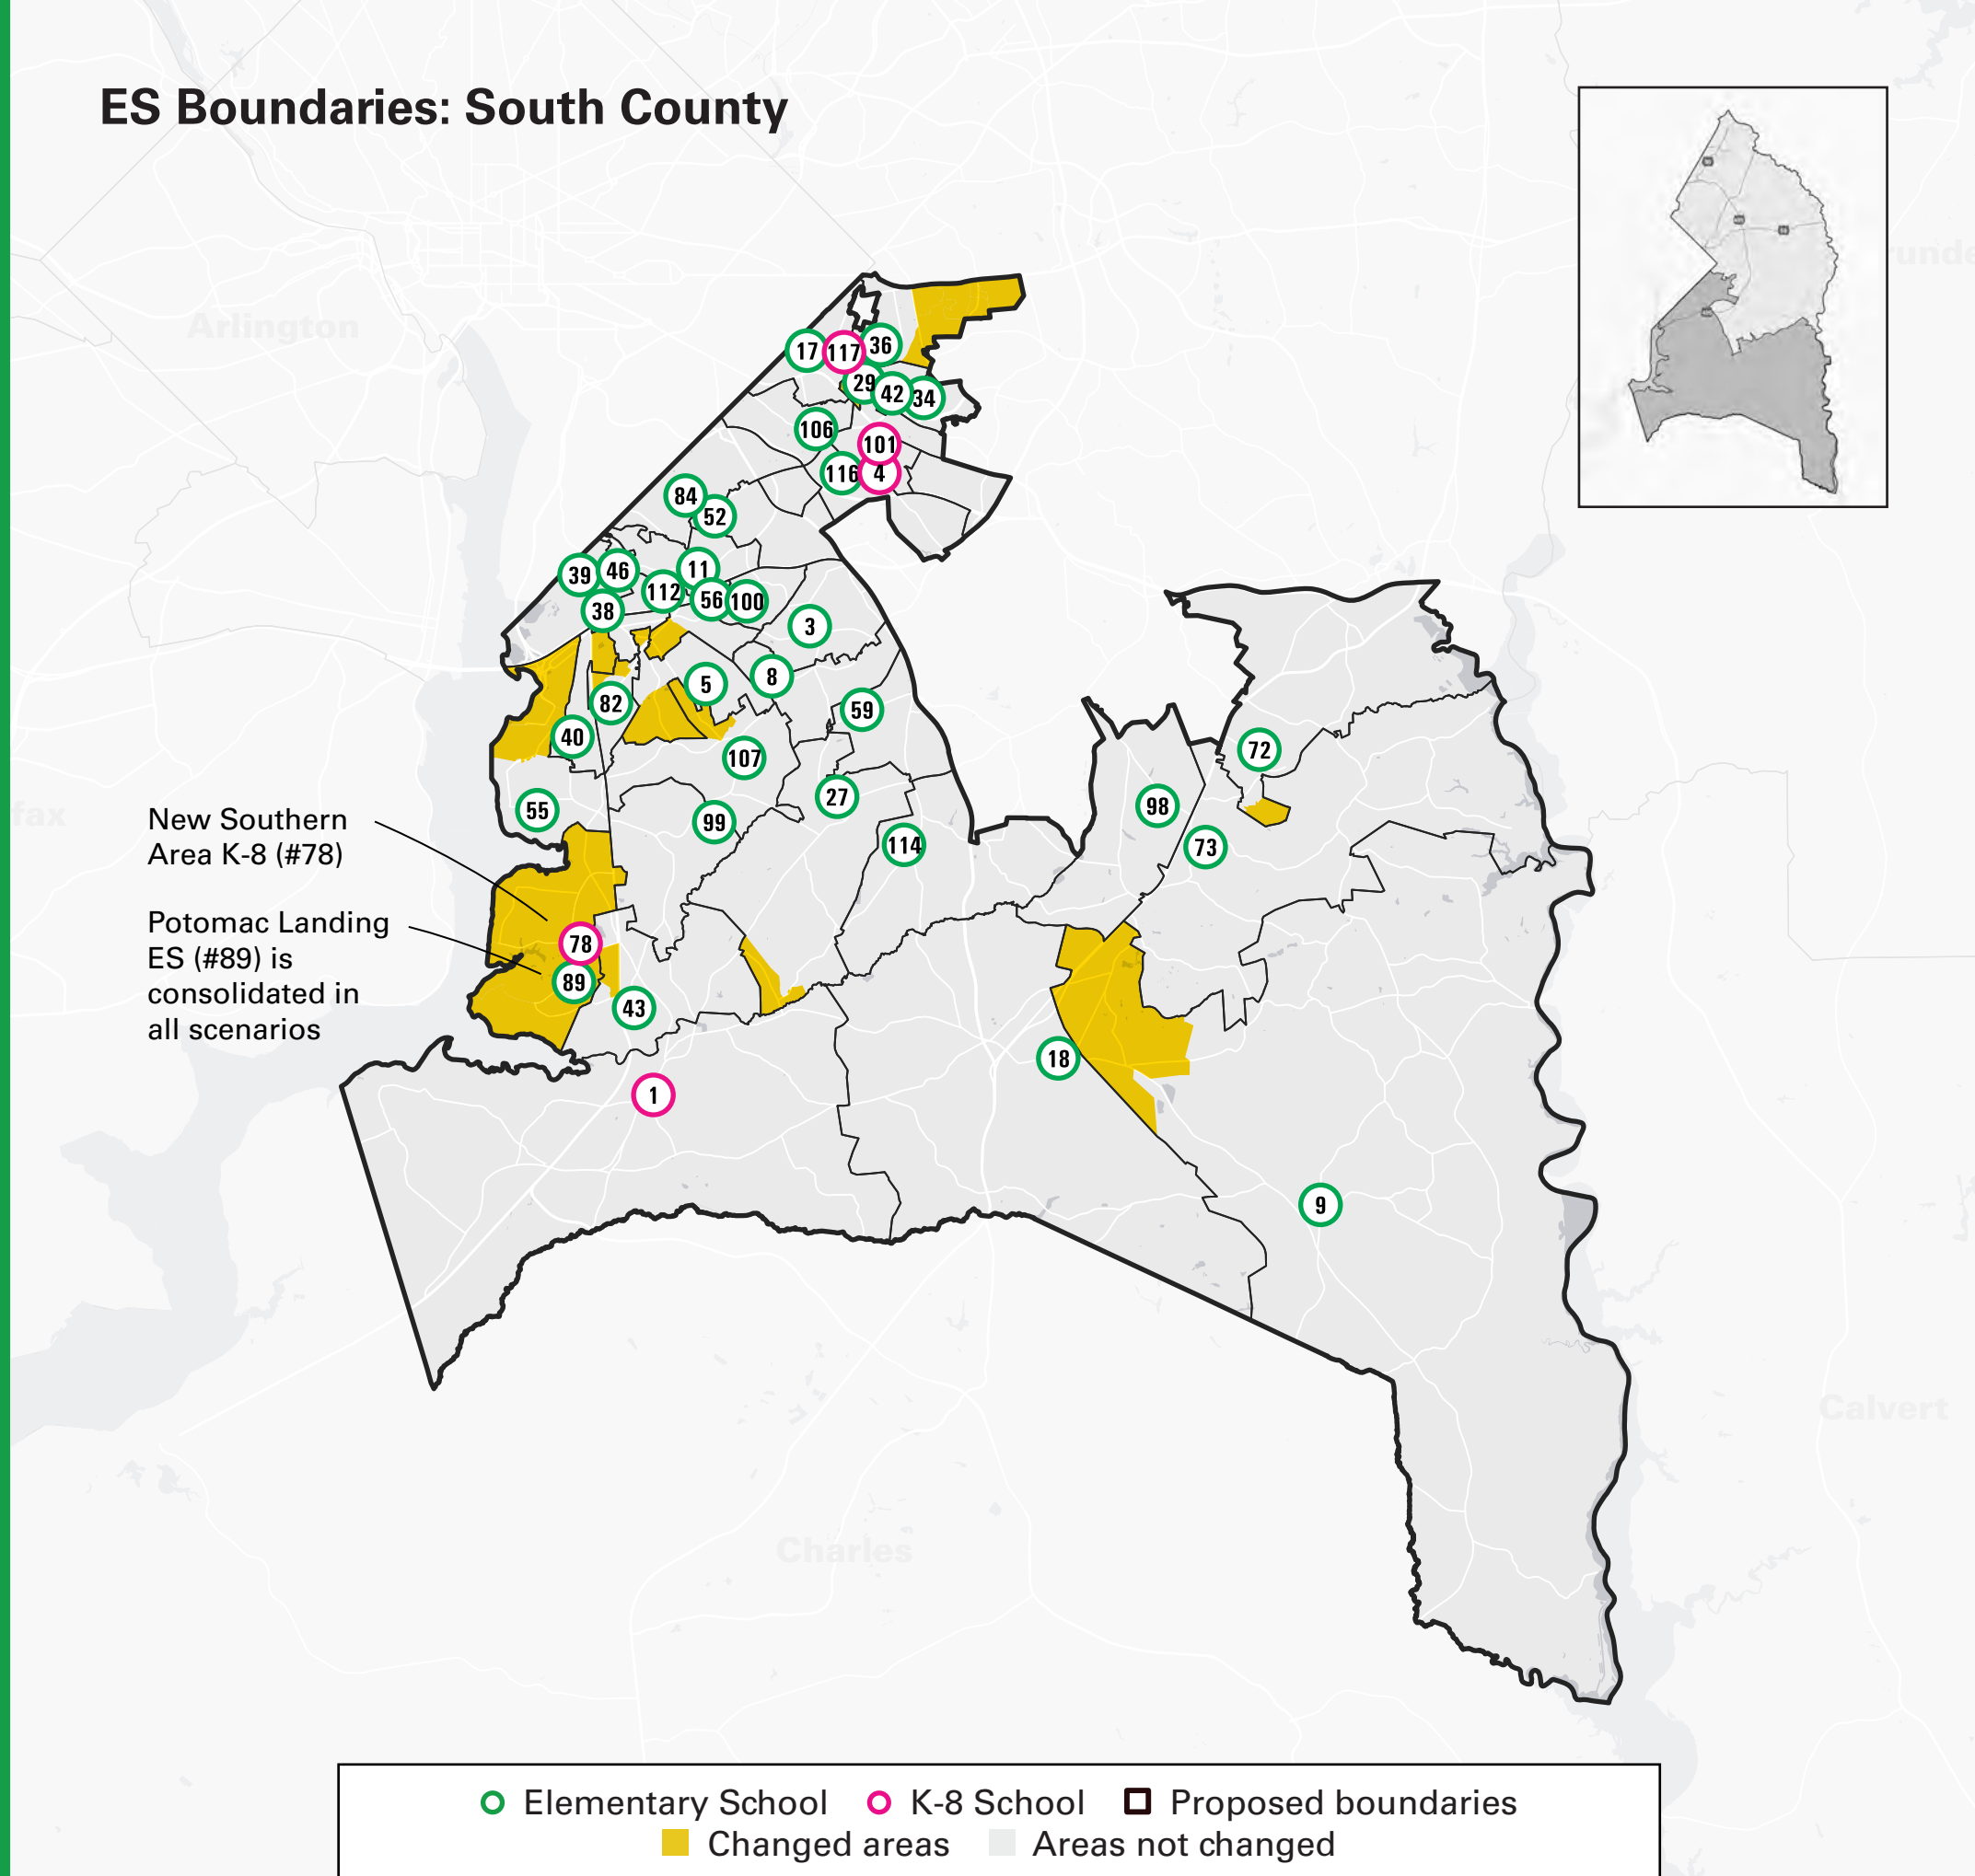 ES Boundaries: South County
Arlington
fax
Calvert
Charles
17
117
36
29
42
34
106
101
116
4
84
52
39
46
11
112
56
100
38
3
8
5
82
59
40
107
27
55
99
114
72
98
73
New Southern
Area K-8 (#78)
Potomac Landing
ES (#89) is
consolidated in
all scenarios
78
89
43
18
1
9
Elementary School
K-8 School
Proposed boundaries
Changed areas
Areas not changed